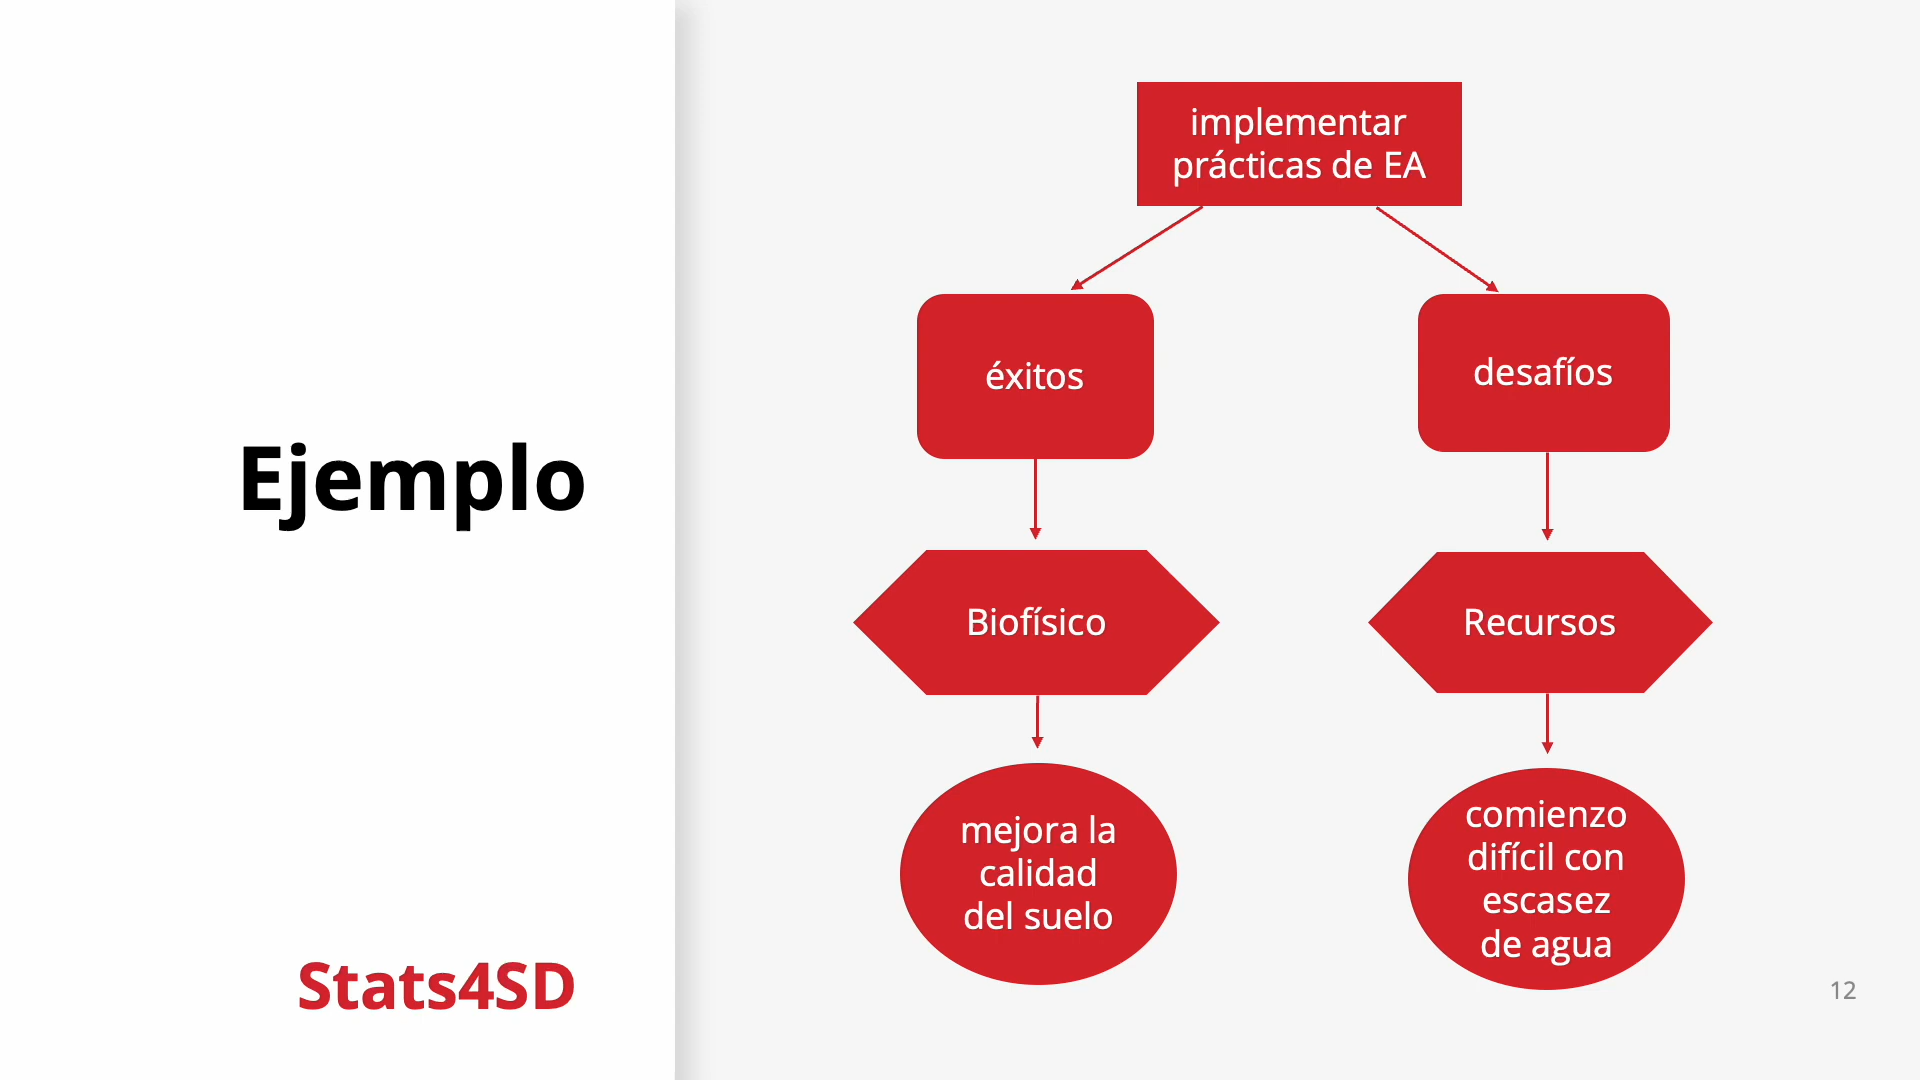 Ejemplo
Stats4SD
implementar
prácticas de EA
éxitos
desafíos
Biofísico
Recursos
mejora la
calidad
del suelo
comienzo
difícil con
escasez
de agua
12